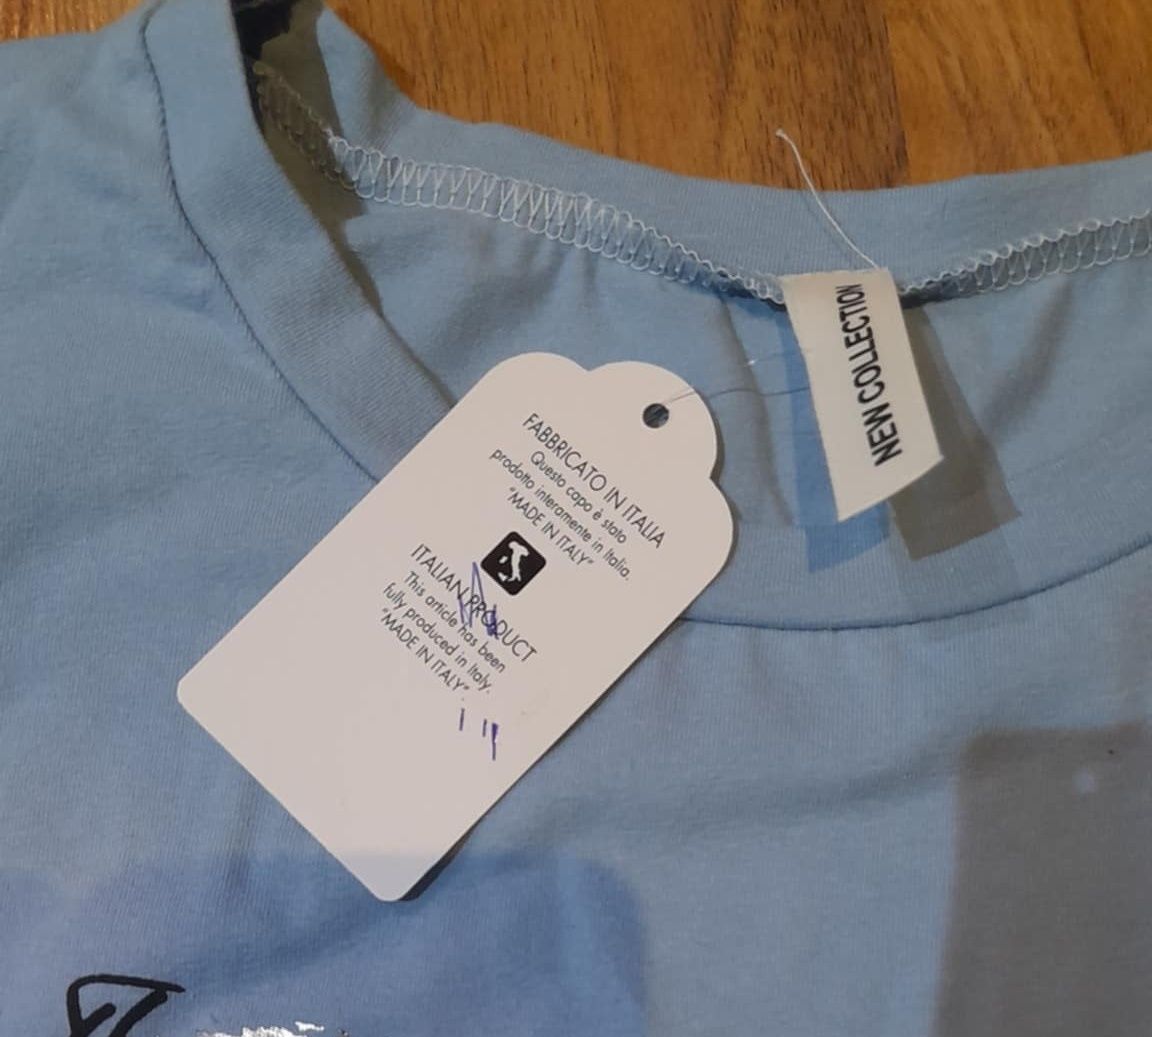 NEW COLLECTION
FABBRICATO IN ITALIA
Questo capo è stato
prodotto interamente in Italia.
"MADE IN ITALY"
ITALIAN PRODUCT
This article has been
fully produced in Italy.
"MADE IN ITALY"